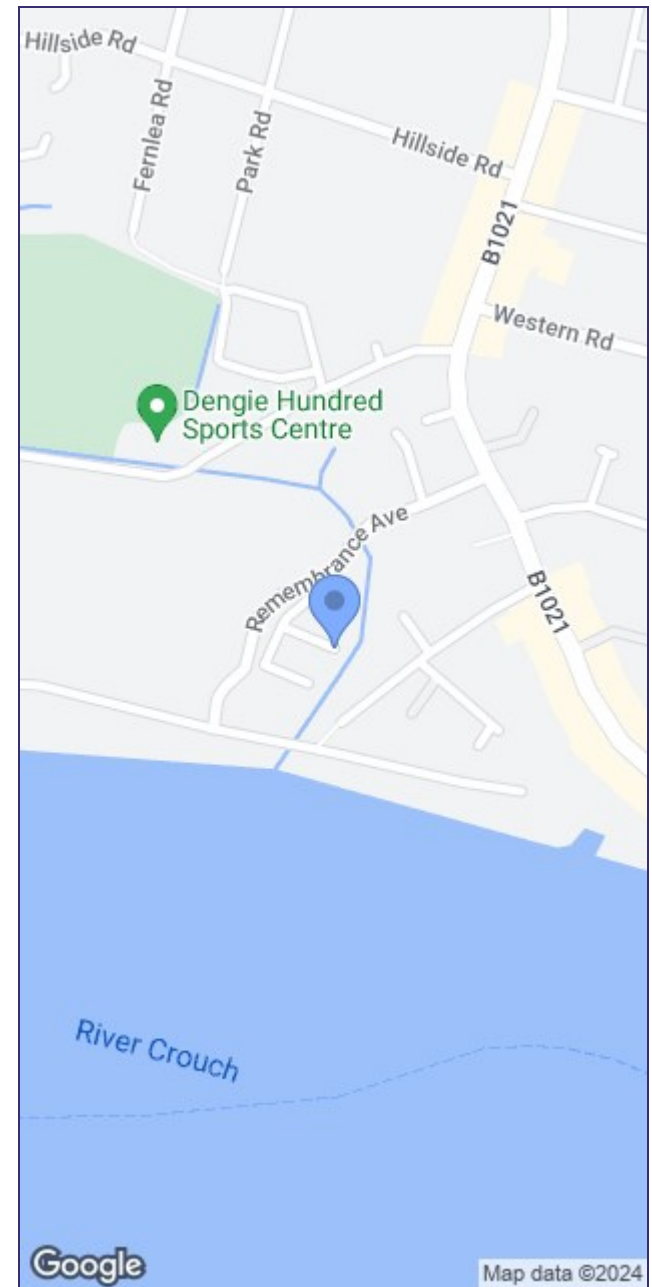 Hillside Rd
Fernlea Rd
Park Rd
Hillside Rd
B1021
Western Rd
Dengie Hundred
Sports Centre
Remembrance Ave
B1021
River Crouch
Google
Map data ©2024